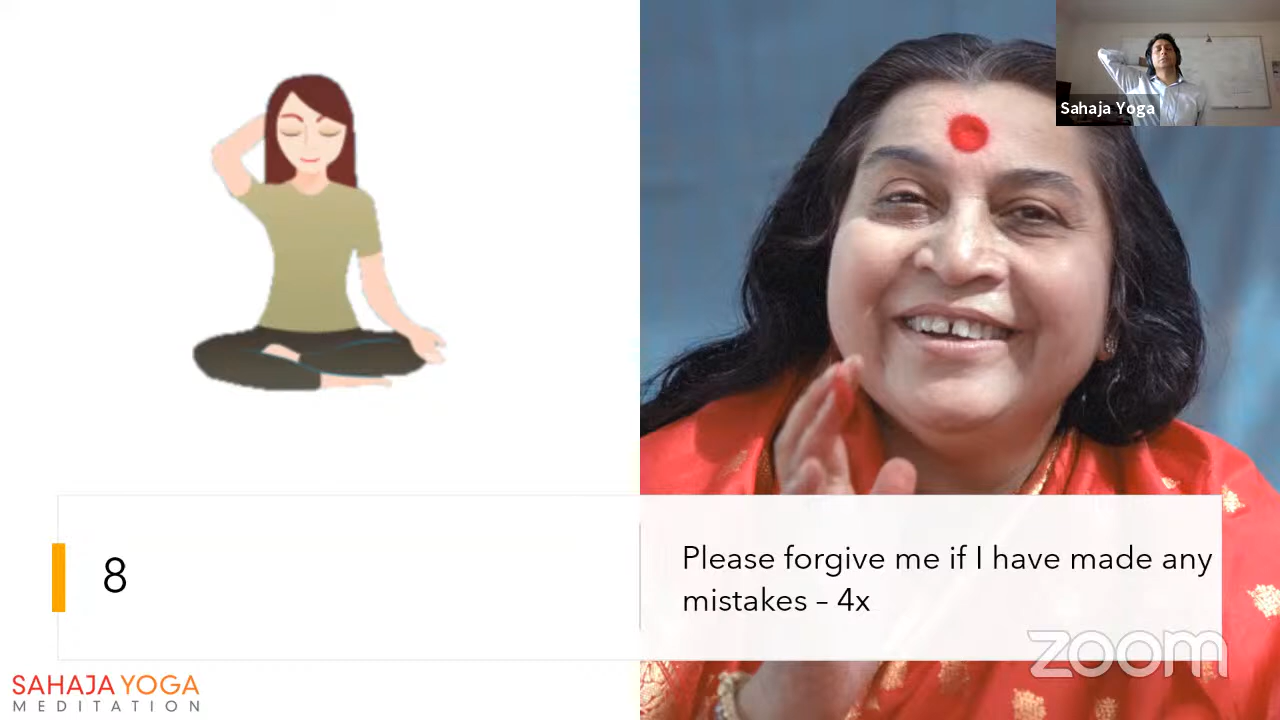 Sahaja Yoga
8
Please forgive me if I have made any
mistakes – 4x
zoom
SAHAJA YOGA
MEDITATION